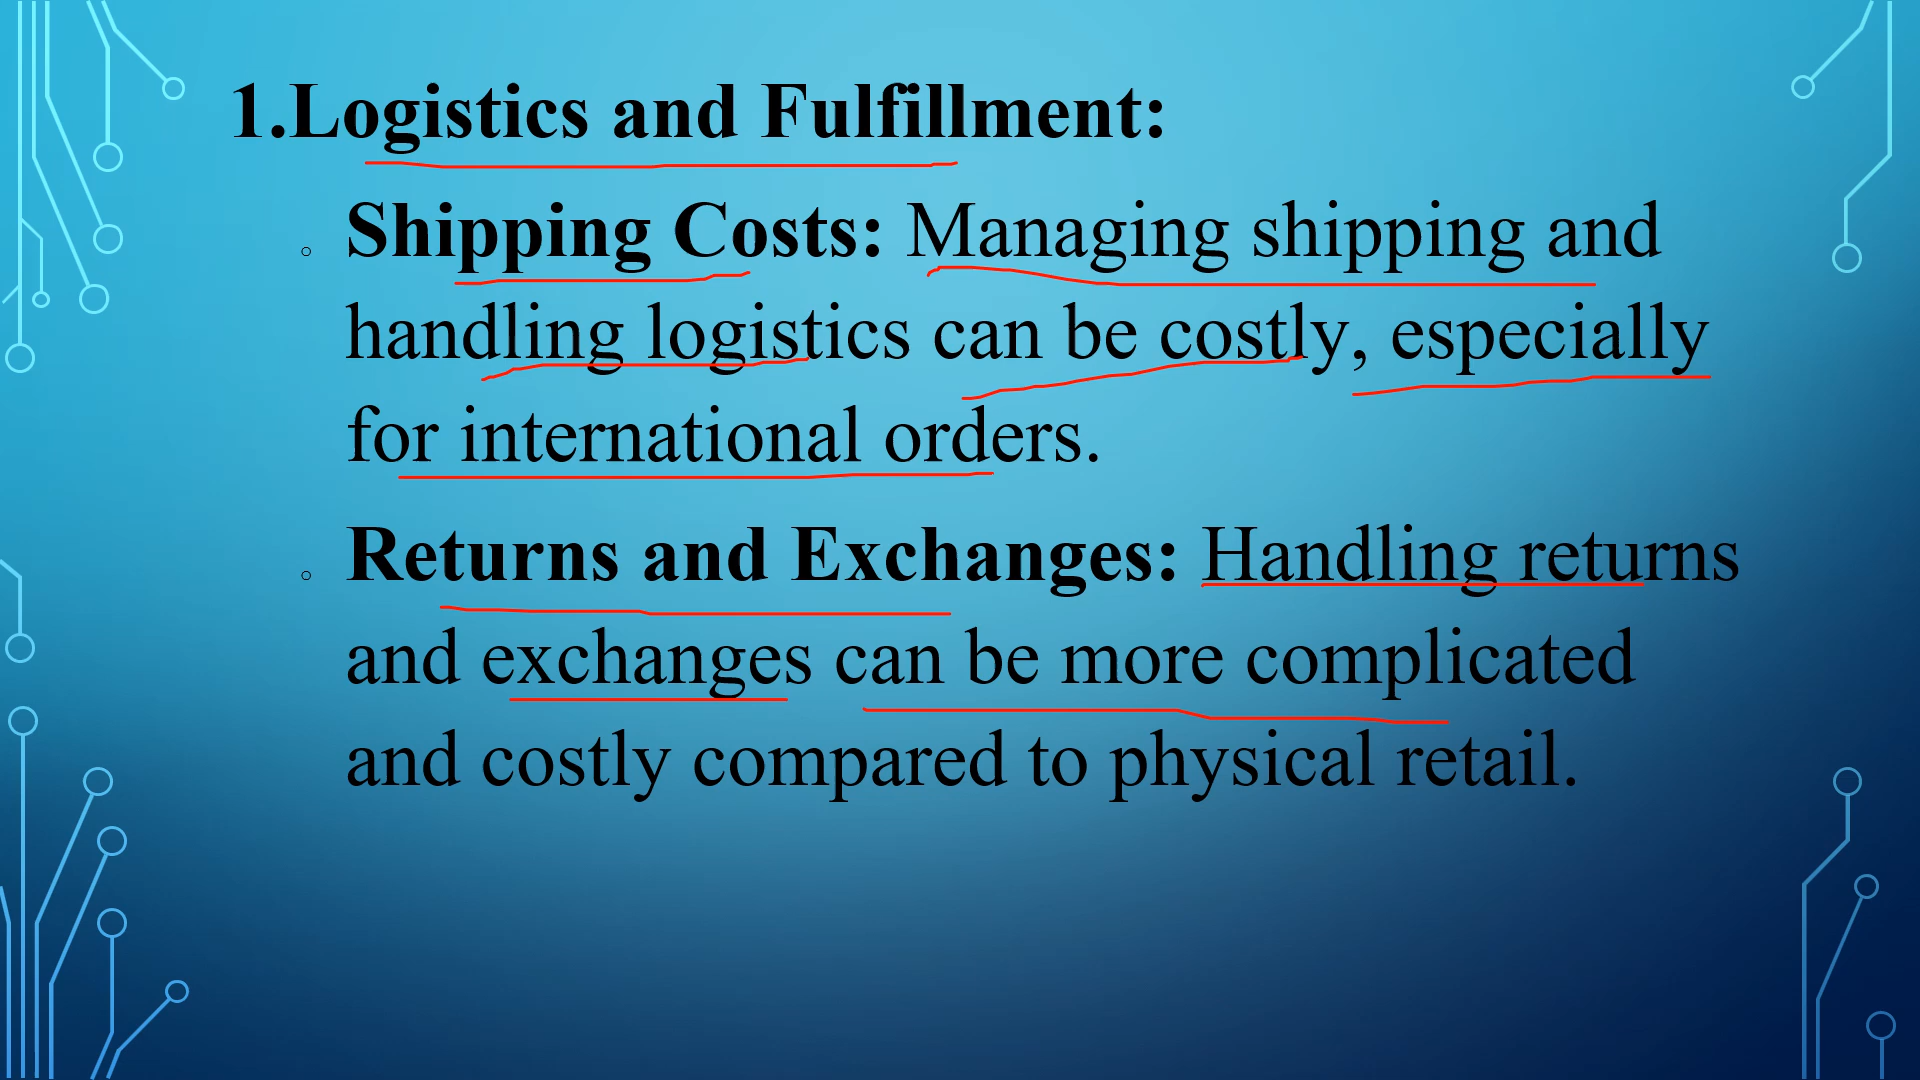 1.Logistics and Fulfillment:
Shipping Costs: Managing shipping and
handling logistics can be costly, especially
for international orders.
Returns and Exchanges: Handling returns
and exchanges can be more complicated
and costly compared to physical retail.